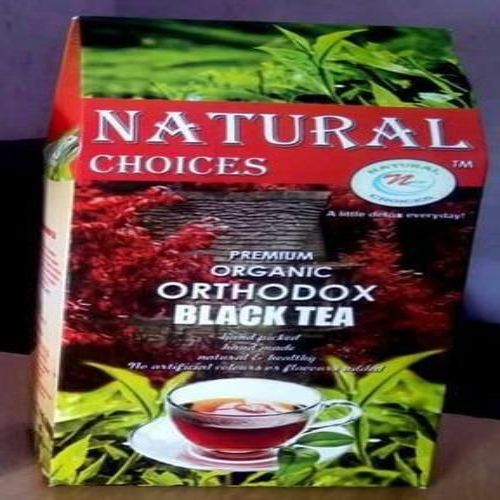 NATURAL
CHOICES
TM
NATURAL
n
CHOICES
A little detox everyday!
PREMIUM
ORGANIC
ORTHODOX
BLACK TEA
hand picked
hand made
natural & healthy
No artificial colours or flavours added